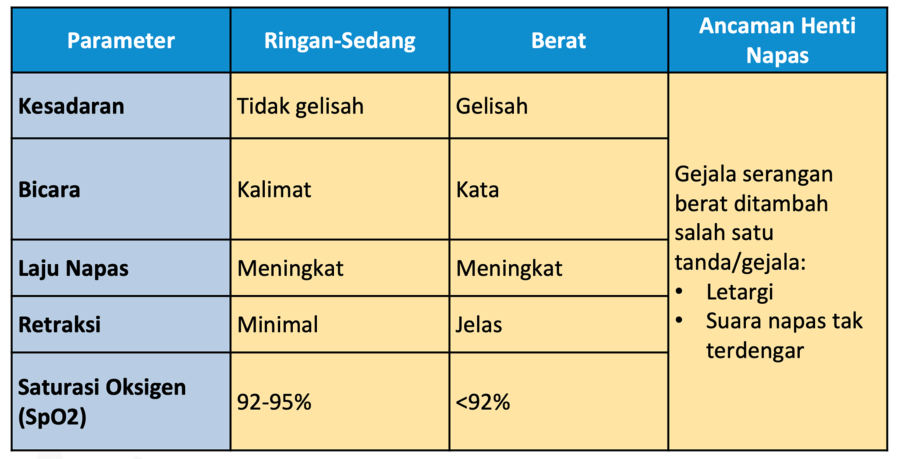 Parameter
Ringan-Sedang
Berat
Ancaman Henti
Napas
Kesadaran
Tidak gelisah
Gelisah
Bicara
Kalimat
Kata
Laju Napas
Meningkat
Meningkat
Retraksi
Minimal
Jelas
Saturasi Oksigen
(SpO2)
92-95%
<92%
Gejala serangan
berat ditambah
salah satu
tanda/gejala:
• Letargi
• Suara napas tak
terdengar